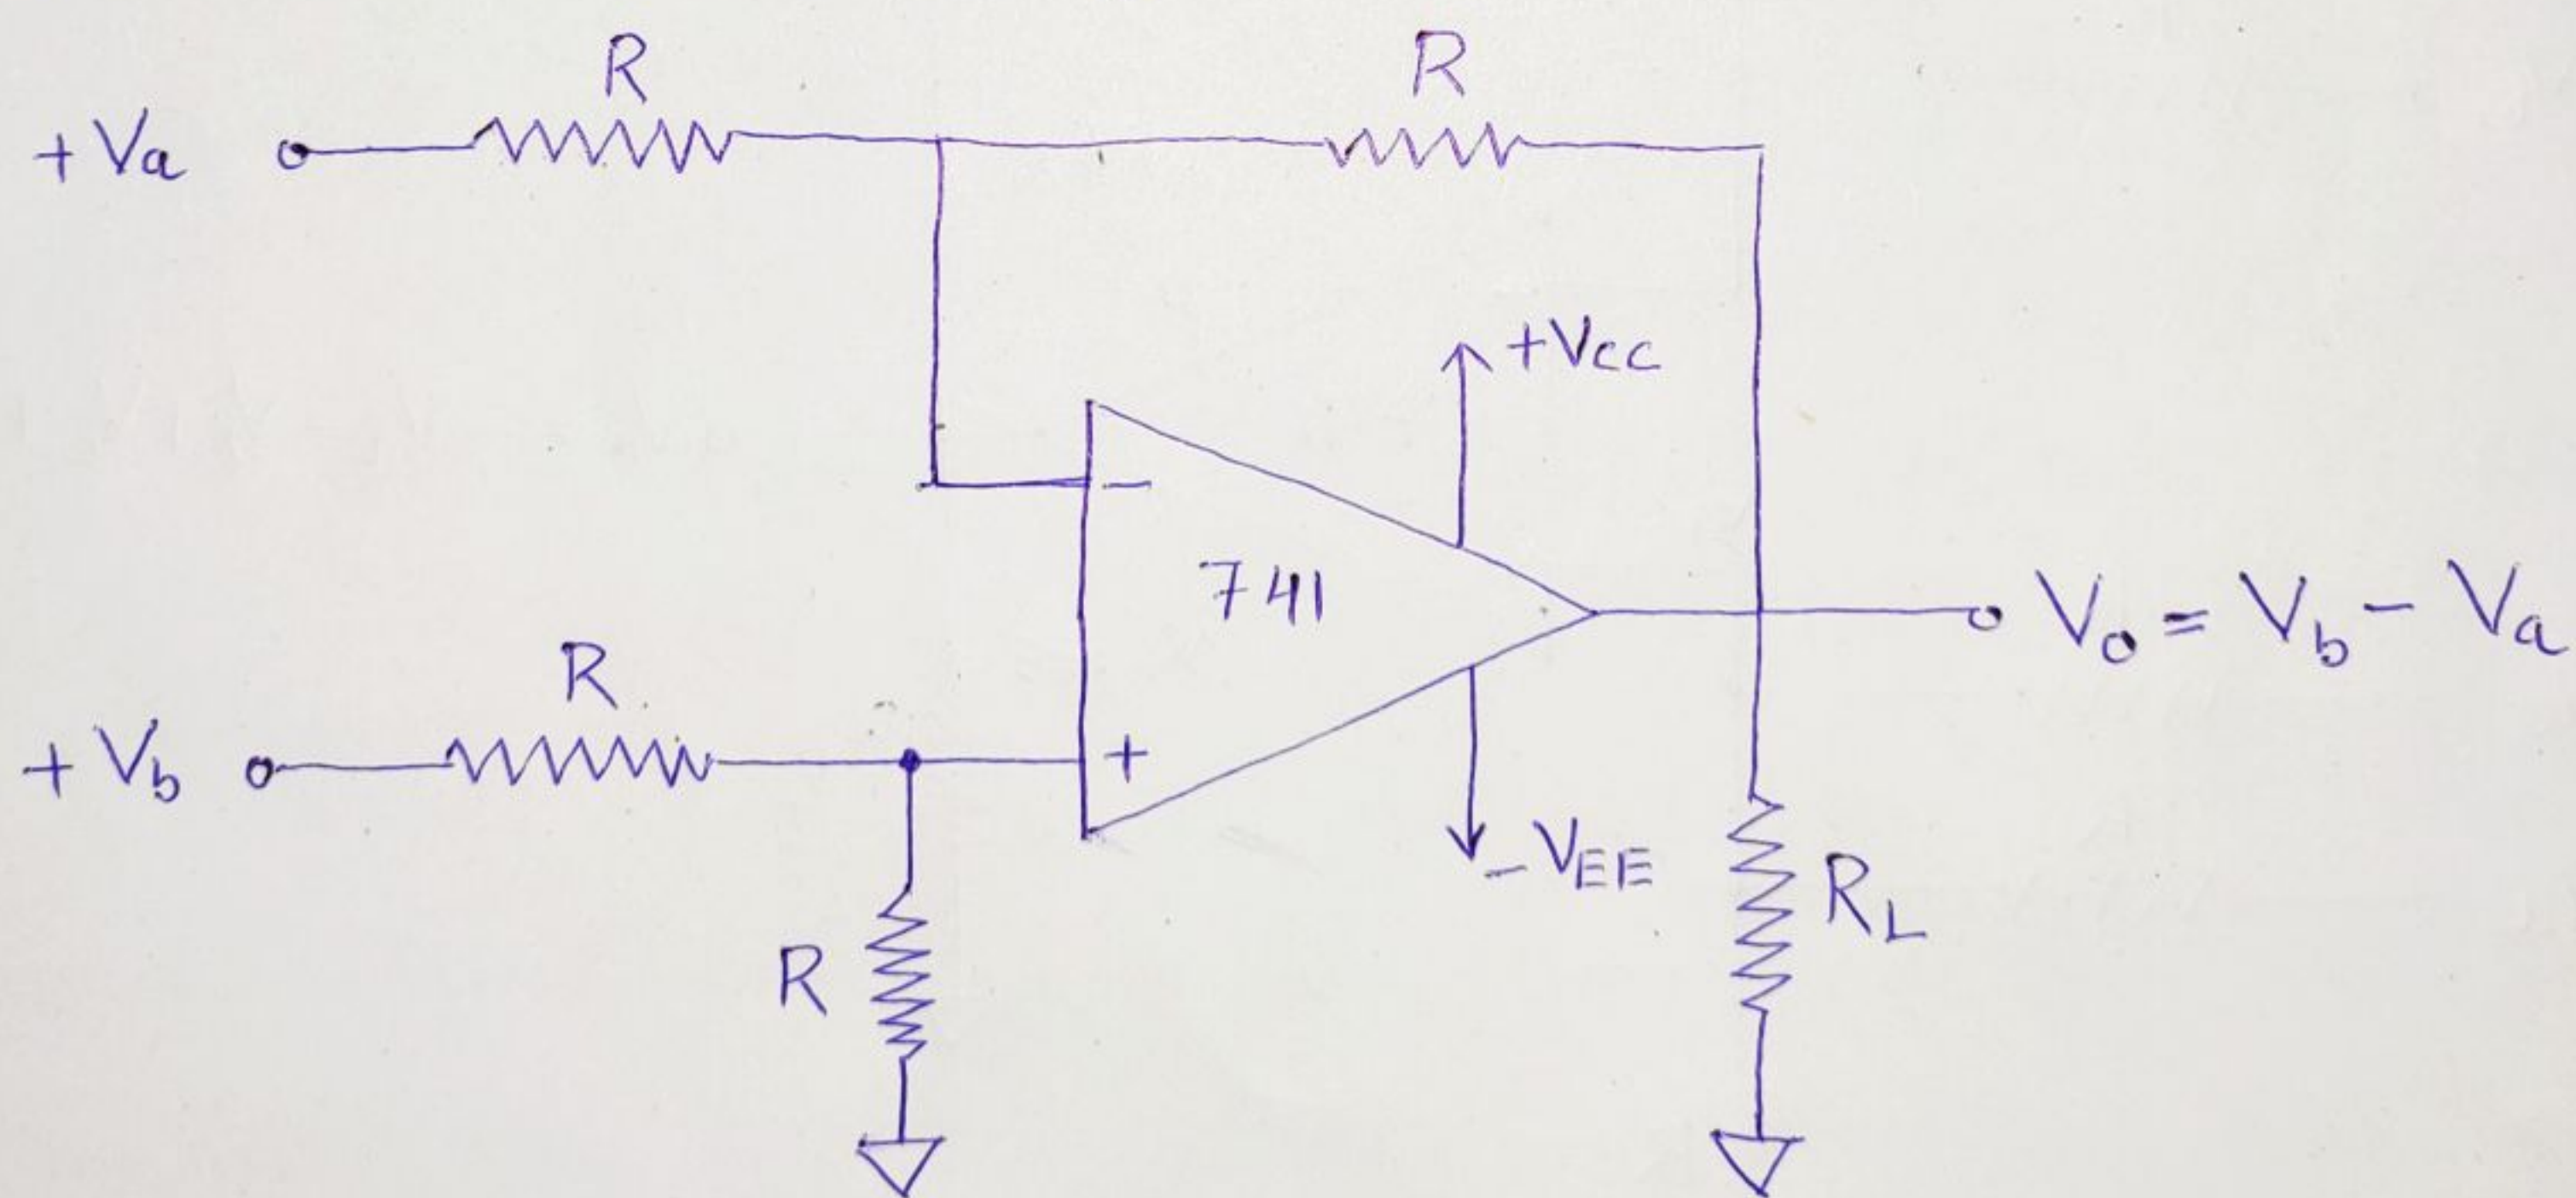 R
R
+Va
+Vcc
741
Vo = Vb - Va
R
+Vb
-VEE
RL
R
-
+